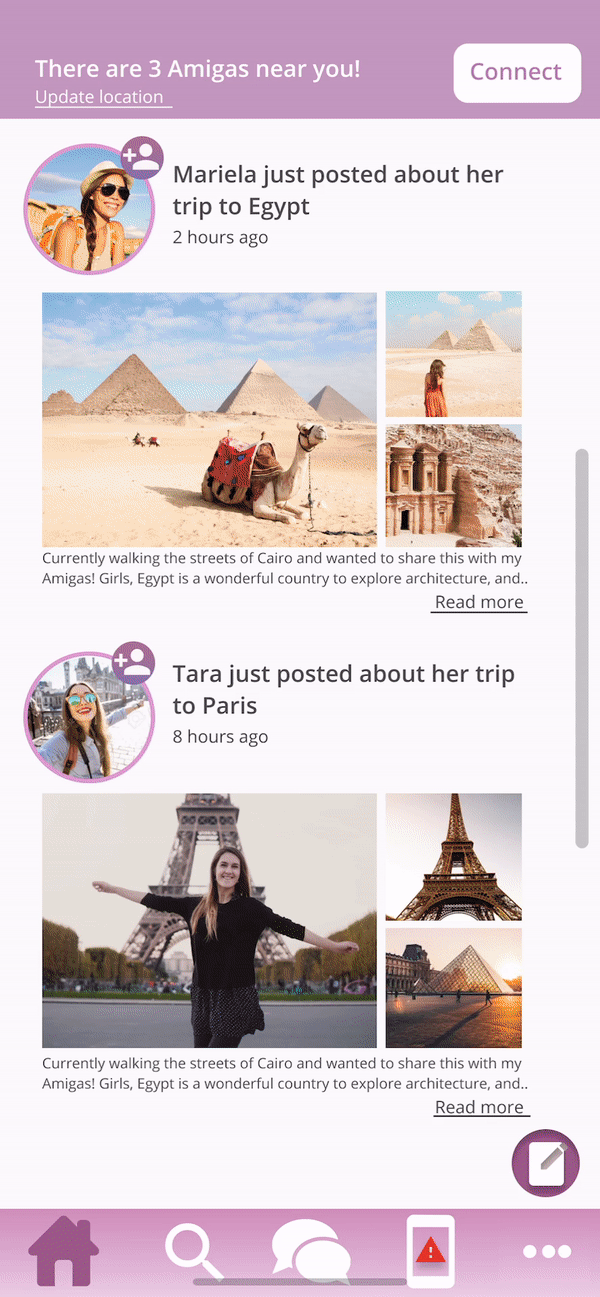 There are 3 Amigas near you!
Connect
Update location
Mariela just posted about her
trip to Egypt
2 hours ago
Currently walking the streets of Cairo and wanted to share this with my
Amigas! Girls, Egypt is a wonderful country to explore architecture, and..
Read more
Tara just posted about her trip
to Paris
8 hours ago
Currently walking the streets of Cairo and wanted to share this with my
Amigas! Girls, Egypt is a wonderful country to explore architecture, and..
Read more